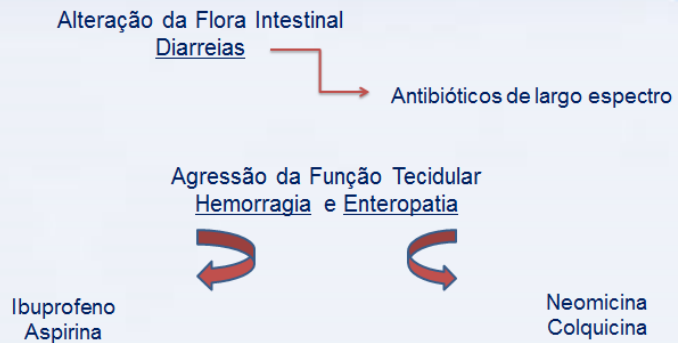 Alteração da Flora Intestinal
Diarreias
Antibióticos de largo espectro
Agressão da Função Tecidular
Hemorragia e Enteropatia
Ibuprofeno
Aspirina
Neomicina
Colquicina